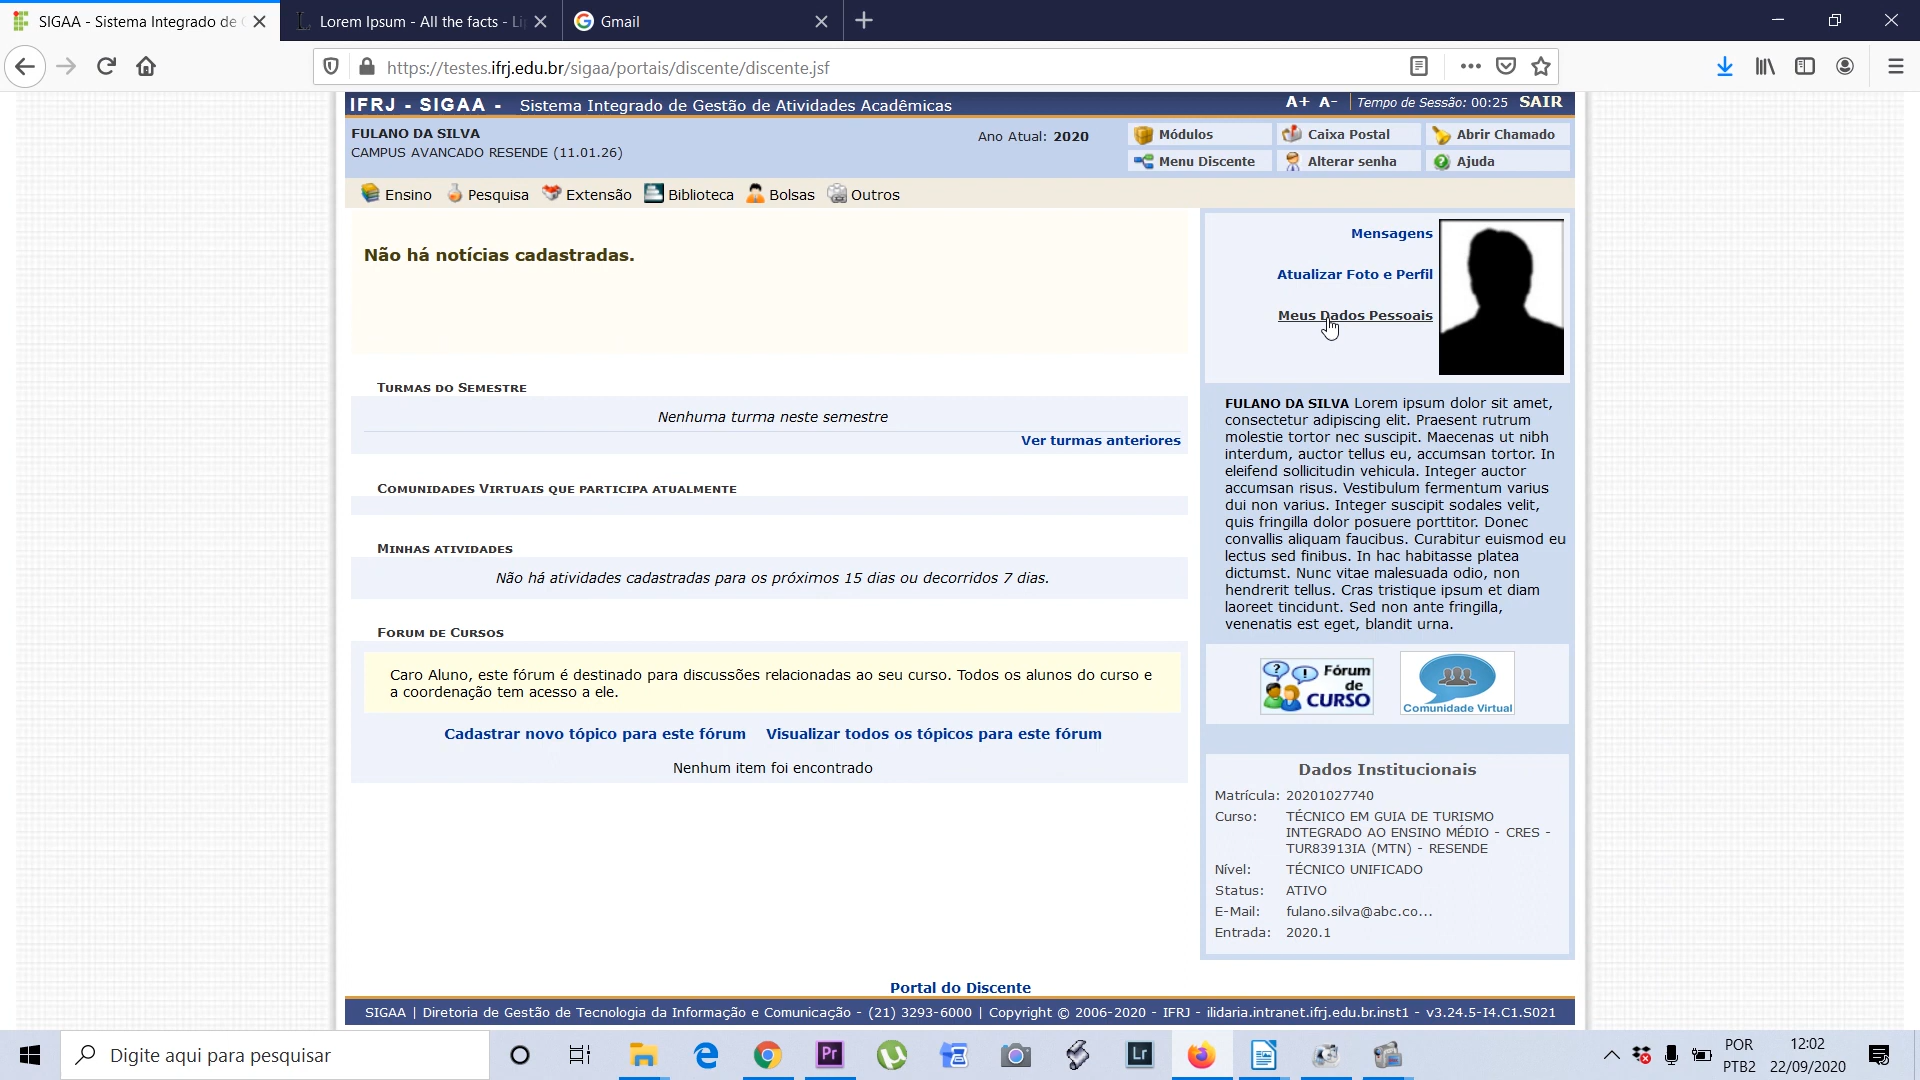 SIGAA - Sistema Integrado de
Lorem Ipsum - All the facts - Li
Gmail
https://testes.ifrj.edu.br/sigaa/portais/discente/discente.jsf
IFRJ - SIGAA - Sistema Integrado de Gestão de Atividades Acadêmicas
A+ A- Tempo de Sessão: 00:25 SAIR
FULANO DA SILVA
CAMPUS AVANCADO RESENDE (11.01.26)
Ano Atual: 2020
Módulos
Caixa Postal
Abrir Chamado
Menu Discente
Alterar senha
Ajuda
Ensino Pesquisa Extensão Biblioteca Bolsas Outros
Não há notícias cadastradas.
Turmas do Semestre
Nenhuma turma neste semestre
Ver turmas anteriores
Comunidades Virtuais que participa atualmente
Minhas atividades
Não há atividades cadastradas para os próximos 15 dias ou decorridos 7 dias.
Forum de Cursos
Caro Aluno, este fórum é destinado para discussões relacionadas ao seu curso. Todos os alunos do curso e
a coordenação tem acesso a ele.
Cadastrar novo tópico para este fórum Visualizar todos os tópicos para este fórum
Nenhum item foi encontrado
Mensagens
Atualizar Foto e Perfil
Meus Dados Pessoais
FULANO DA SILVA Lorem ipsum dolor sit amet,
consectetur adipiscing elit. Praesent rutrum
molestie tortor nec suscipit. Maecenas ut nibh
interdum, auctor tellus eu, accumsan tortor. In
eleifend sollicitudin vehicula. Integer auctor
accumsan risus. Vestibulum fermentum varius
dui non varius. Integer suscipit sodales velit,
quis fringilla dolor posuere porttitor. Donec
convallis aliquam faucibus. Curabitur euismod eu
lectus sed finibus. In hac habitasse platea
dictumst. Nunc vitae malesuada odio, non
hendrerit tellus. Cras tristique ipsum et diam
laoreet tincidunt. Sed non ante fringilla,
venenatis est eget, blandit urna.
Fórum
de
CURSO
Comunidade Virtual
Dados Institucionais
Matrícula: 20201027740
Curso: TÉCNICO EM GUIA DE TURISMO
INTEGRADO AO ENSINO MÉDIO - CRES -
TUR83913IA (MTN) - RESENDE
Nível: TÉCNICO UNIFICADO
Status: ATIVO
E-Mail: fulano.silva@abc.co...
Entrada: 2020.1
Portal do Discente
SIGAA | Diretoria de Gestão de Tecnologia da Informação e Comunicação - (21) 3293-6000 | Copyright © 2006-2020 - IFRJ - ilidaria.intranet.ifrj.edu.br.inst1 - v3.24.5-I4.C1.S021
Digite aqui para pesquisar
Pr
Lr
POR
PTB2
12:02
22/09/2020